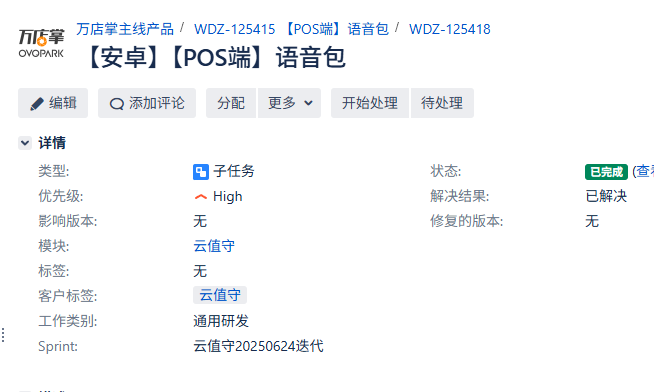 万店掌
OVOPARK
万店掌主线产品 / WDZ-125415 【POS端】语音包 / WDZ-125418
【安卓】【POS端】语音包
编辑 添加评论 分配 更多 开始处理 待处理
详情
类型: 子任务 状态: 已完成 (查看
优先级: High 解决结果: 已解决
影响版本: 无 修复的版本: 无
模块: 云值守
标签: 无
客户标签: 云值守
工作类别: 通用研发
Sprint: 云值守20250624迭代